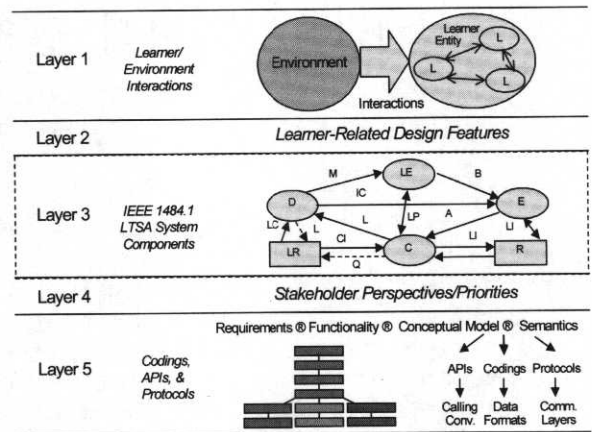 Layer 1
Learner/
Environment
Interactions
Environment
Interactions
Learner
Entity
L
L
L
Layer 2
Learner-Related Design Features
Layer 3
IEEE 1484.1
LTSA System
Components
M
LE
B
IC
D
E
LC
L
L
LP
A
LI
CI
LI
LR
C
R
Q
Layer 4
Stakeholder Perspectives/Priorities
Requirements ® Functionality ® Conceptual Model ® Semantics
Layer 5
Codings,
APIs, &
Protocols
APIs
Codings
Protocols
Calling
Conv.
Data
Formats
Comm.
Layers